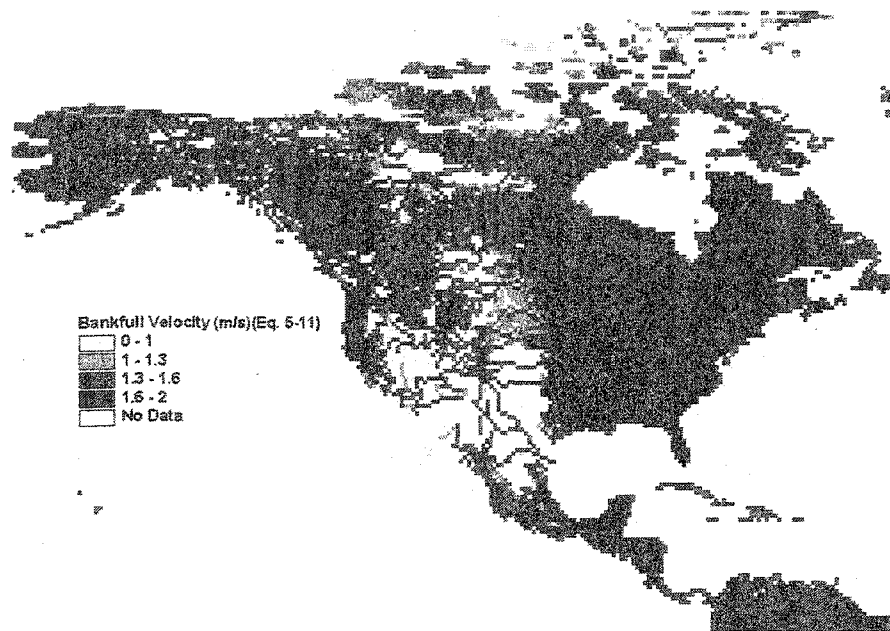 Bankfull Velocity (m/s)(Eq. 5-11)
0 - 1
1 - 1.3
1.3 - 1.6
1.6 - 2
No Data